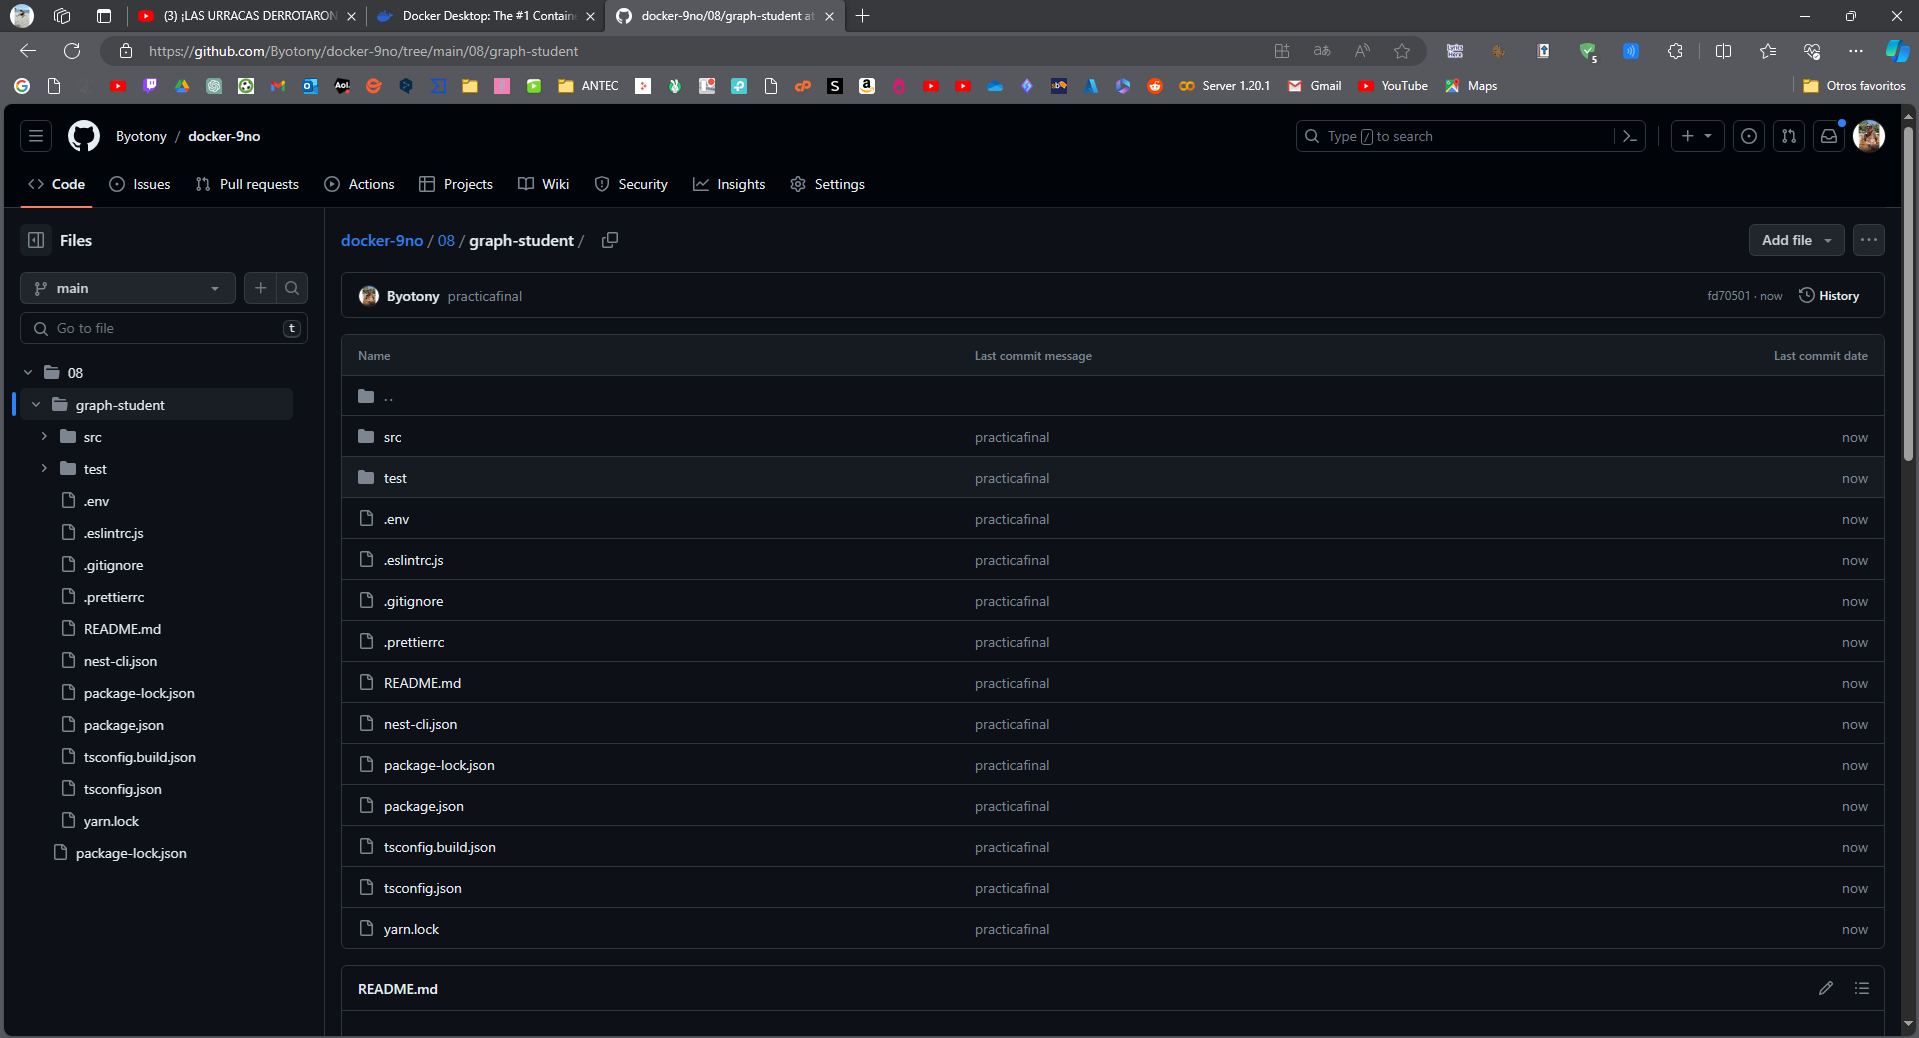 (3) ¡LAS URRACAS DERROTARON
Docker Desktop: The #1 Contain
docker-9no/08/graph-student at
https://github.com/Byotony/docker-9no/tree/main/08/graph-student
ANTEC
Server 1.20.1
Gmail
YouTube
Maps
Otros favoritos
Byotony / docker-9no
Type / to search
Code
Issues
Pull requests
Actions
Projects
Wiki
Security
Insights
Settings
Files
docker-9no / 08 / graph-student /
Add file
main
Byotony practicafinal
fd70501 · now
History
Go to file
t
Name Last commit message Last commit date
08
graph-student
src
test
.env
.eslintrc.js
.gitignore
.prettierrc
README.md
nest-cli.json
package-lock.json
package.json
tsconfig.build.json
tsconfig.json
yarn.lock
package-lock.json
..
src practicafinal now
test practicafinal now
.env practicafinal now
.eslintrc.js practicafinal now
.gitignore practicafinal now
.prettierrc practicafinal now
README.md practicafinal now
nest-cli.json practicafinal now
package-lock.json practicafinal now
package.json practicafinal now
tsconfig.build.json practicafinal now
tsconfig.json practicafinal now
yarn.lock practicafinal now
README.md